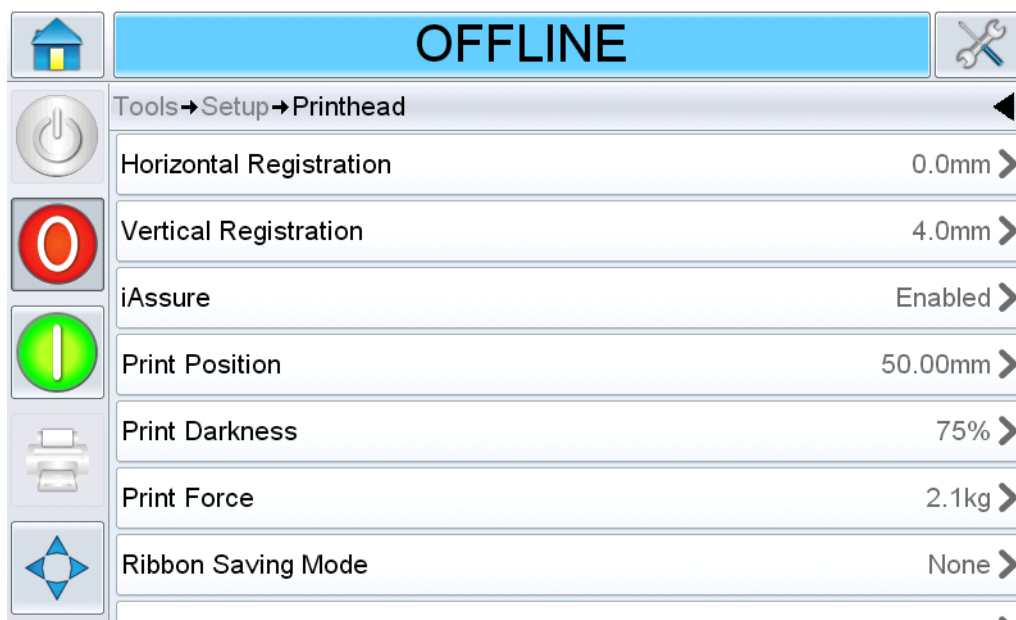 OFFLINE
Tools→Setup→Printhead
Horizontal Registration 0.0mm
Vertical Registration 4.0mm
iAssure Enabled
Print Position 50.00mm
Print Darkness 75%
Print Force 2.1kg
Ribbon Saving Mode None